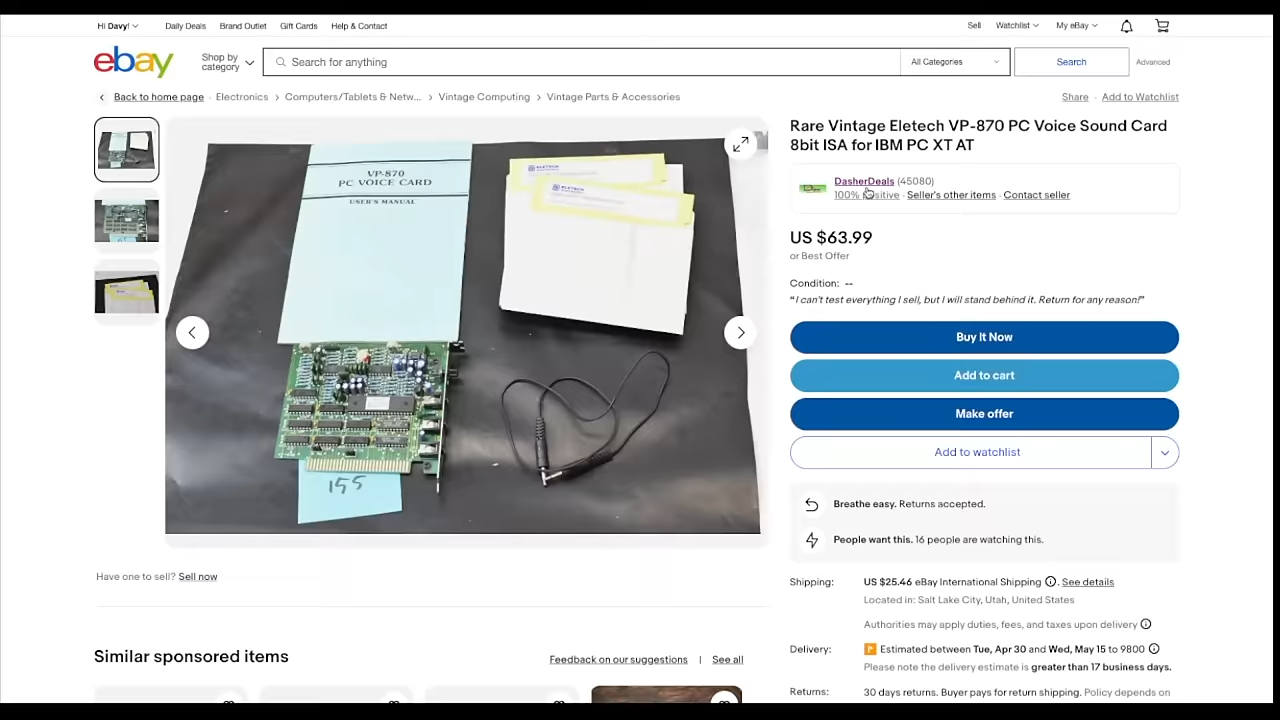 Hi Davy!
Daily Deals
Brand Outlet
Gift Cards
Help & Contact
Sell
Watchlist
My eBay
ebay
Shop by
category
Search for anything
All Categories
Search
Advanced
Back to home page
Electronics
Computers/Tablets & Netw...
Vintage Computing
Vintage Parts & Accessories
Share
Add to Watchlist
VP-870
PC VOICE CARD
USER'S MANUAL
ELETECH
ELETECH
155
Rare Vintage Eletech VP-870 PC Voice Sound Card
8bit ISA for IBM PC XT AT
DasherDeals (45080)
100% positive · Seller's other items · Contact seller
US $63.99
or Best Offer
Condition: --
“I can't test everything I sell, but I will stand behind it. Return for any reason!”
Buy It Now
Add to cart
Make offer
Add to watchlist
Breathe easy. Returns accepted.
People want this. 16 people are watching this.
Shipping: US $25.46 eBay International Shipping . See details
Located in: Salt Lake City, Utah, United States
Authorities may apply duties, fees, and taxes upon delivery
Delivery: Estimated between Tue, Apr 30 and Wed, May 15 to 9800
Please note the delivery estimate is greater than 17 business days.
Returns: 30 days returns. Buyer pays for return shipping. Policy depends on
Have one to sell? Sell now
Similar sponsored items
Feedback on our suggestions
See all